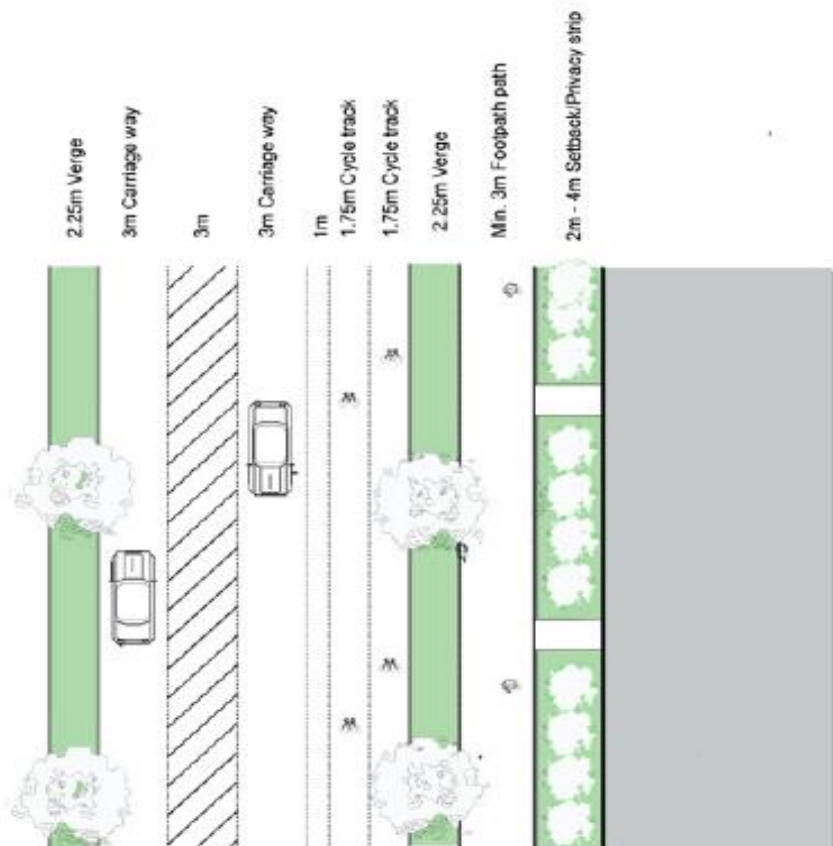 2.25m Verge
3m Carriage way
3m
3m Carriage way
1m
1.75m Cycle track
1.75m Cycle track
2.25m Verge
Min. 3m Footpath path
2m - 4m Setback/Privacy strip